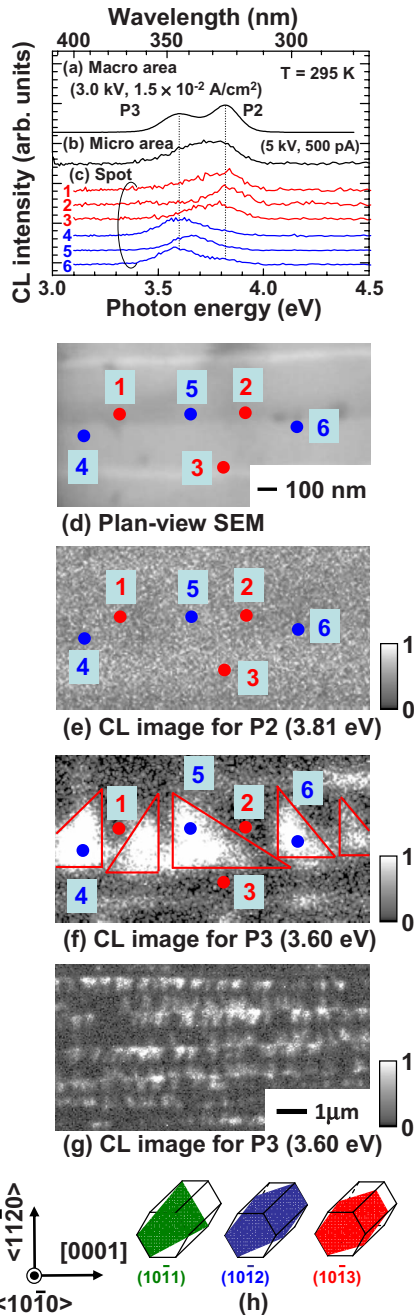 Wavelength (nm)
400 350 300
(a) Macro area
(3.0 kV, 1.5 × 10⁻² A/cm²)
T = 295 K
P3 P2
(b) Micro area
(5 kV, 500 pA)
(c) Spot
1
2
3
4
5
6
CL intensity (arb. units)
3.0 3.5 4.0 4.5
Photon energy (eV)
1 5 2
4 3 6
100 nm
(d) Plan-view SEM
1 5 2
4 3 6
1
0
(e) CL image for P2 (3.81 eV)
5 6
1 2
4 3
1
0
(f) CL image for P3 (3.60 eV)
1μm
1
0
(g) CL image for P3 (3.60 eV)
<112̄0>
[0001]
<101̄0>
(101̄1) (101̄2) (101̄3)
(h)